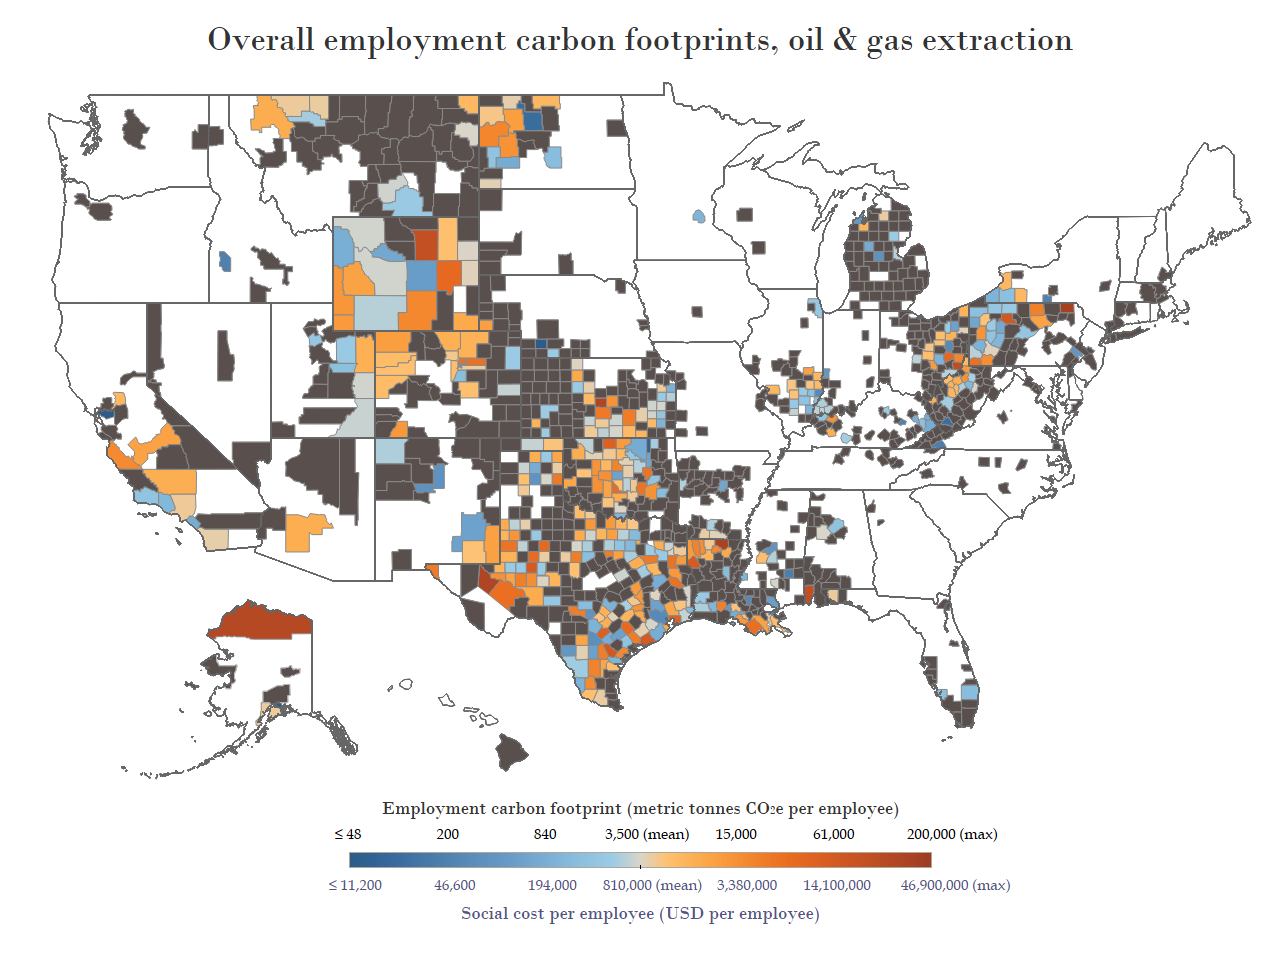 Overall employment carbon footprints, oil & gas extraction
Employment carbon footprint (metric tonnes CO₂e per employee)
≤ 48 200 840 3,500 (mean) 15,000 61,000 200,000 (max)
≤ 11,200 46,600 194,000 810,000 (mean) 3,380,000 14,100,000 46,900,000 (max)
Social cost per employee (USD per employee)